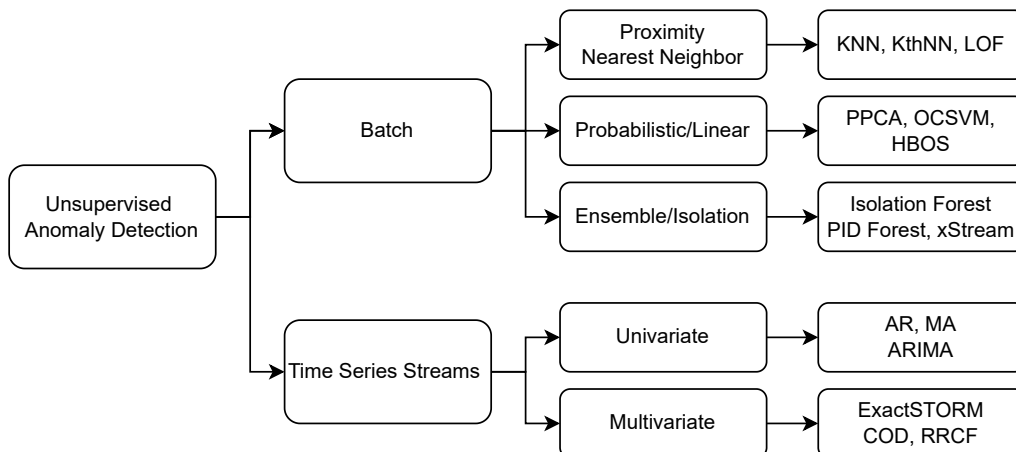 Unsupervised
Anomaly Detection
Batch
Time Series Streams
Proximity
Nearest Neighbor
Probabilistic/Linear
Ensemble/Isolation
Univariate
Multivariate
KNN, KthNN, LOF
PPCA, OCSVM,
HBOS
Isolation Forest
PID Forest, xStream
AR, MA
ARIMA
ExactSTORM
COD, RRCF